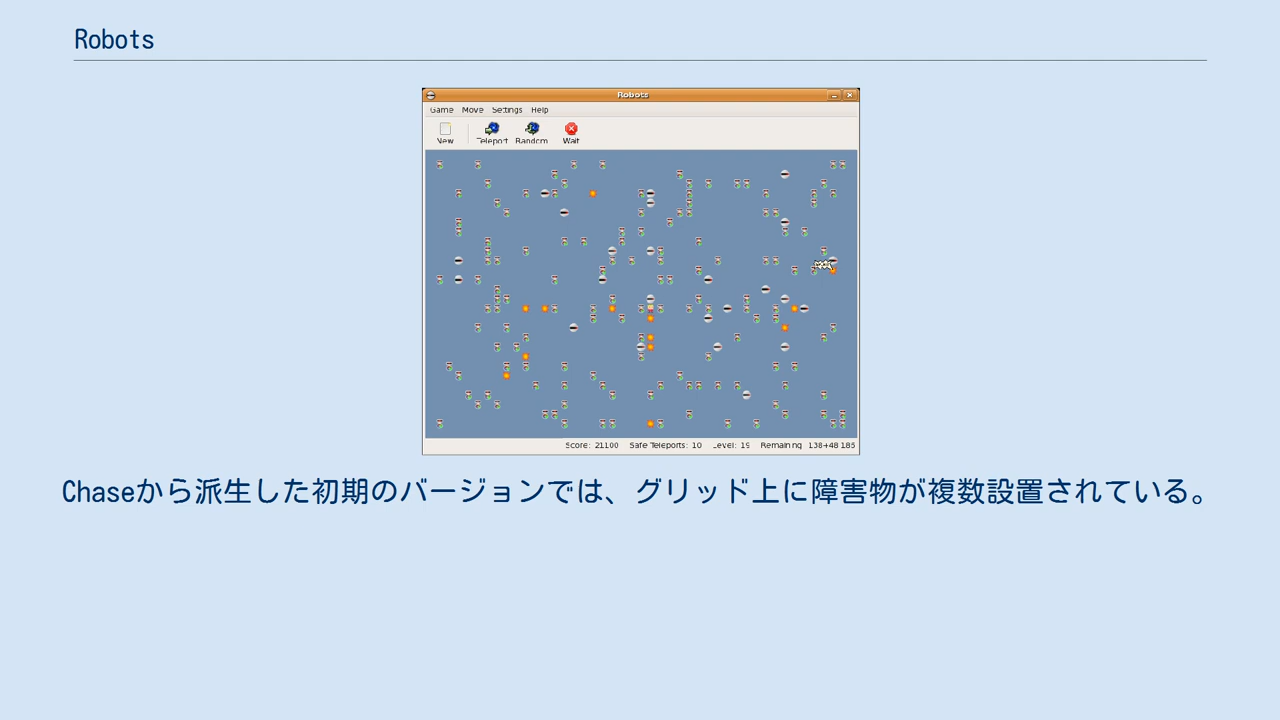 Robots
Robots
Game Move Settings Help
New Teleport Random Wait
Score: 21100 Safe Teleports: 10 Level: 19 Remaining 138+48 186
Chaseから派生した初期のバージョンでは、グリッド上に障害物が複数設置されている。